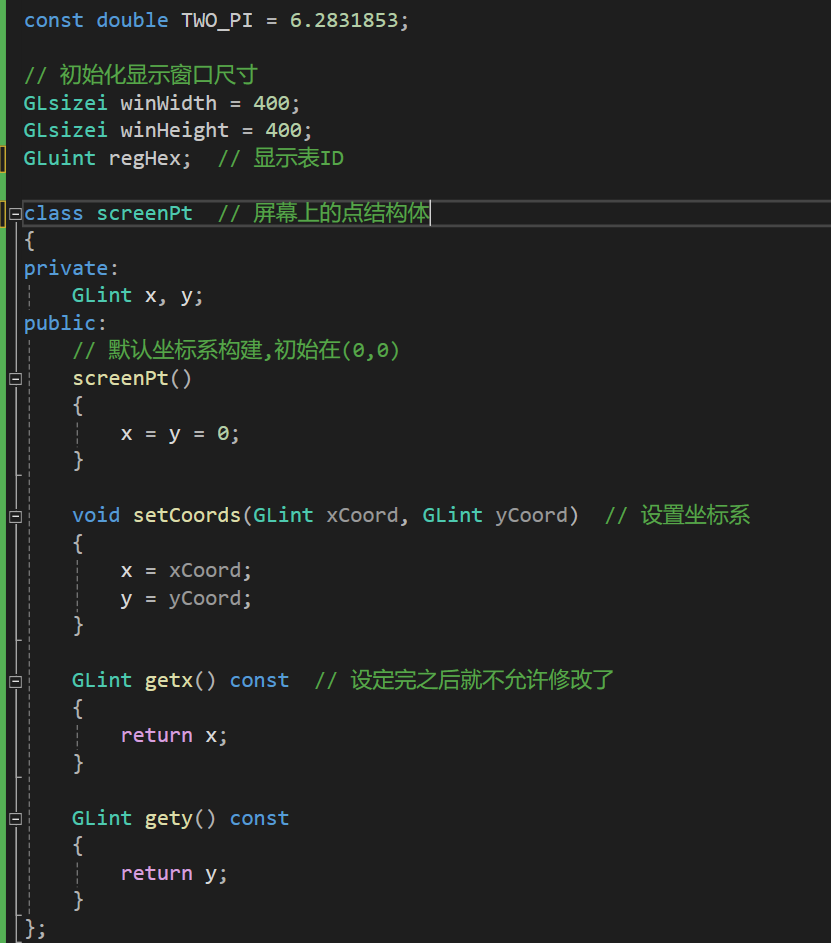 const double TWO_PI = 6.2831853;
// 初始化显示窗口尺寸
GLsizei winWidth = 400;
GLsizei winHeight = 400;
GLuint regHex;  // 显示表ID
class screenPt  // 屏幕上的点结构体
{
private:
    GLint x, y;
public:
    // 默认坐标系构建,初始在(0,0)
    screenPt()
    {
        x = y = 0;
    }
    void setCoords(GLint xCoord, GLint yCoord)  // 设置坐标系
    {
        x = xCoord;
        y = yCoord;
    }
    GLint getx() const  // 设定完之后就不允许修改了
    {
        return x;
    }
    GLint gety() const
    {
        return y;
    }
};